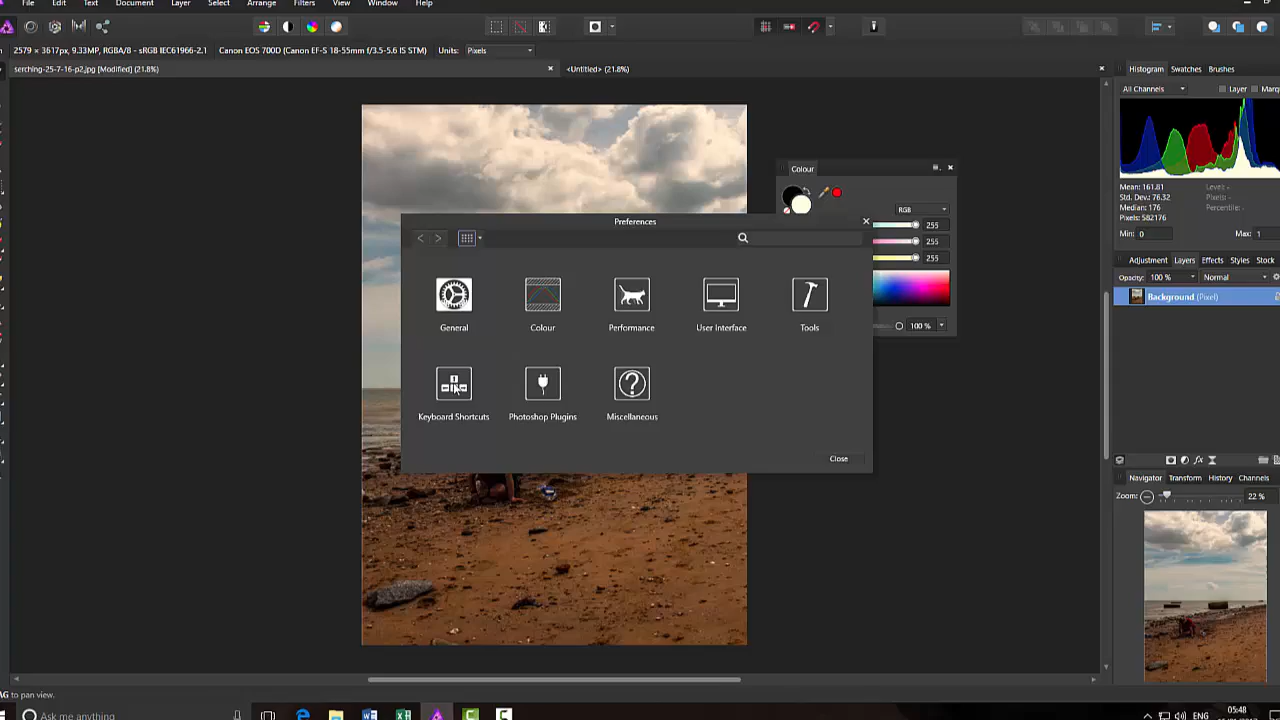 File Edit Text Document Layer Select Arrange Filters View Window Help
2579 × 3617px, 9.33MP, RGBA/8 - sRGB IEC61966-2.1 Canon EOS 700D (Canon EF-S 18-55mm f/3.5-5.6 IS STM) Units: Pixels
serching-25-7-16-p2.jpg [Modified] (21.8%) <Untitled> (21.8%)
Histogram Swatches Brushes
All Channels Layer Marq
Mean: 161.81 Level: -
Std. Dev: 76.32 Pixels: -
Median: 176 Percentile: -
Pixels: 582176
Min: 0 Max: 1
Colour
RGB
255
255
255
100 %
Preferences
General Colour Performance User Interface Tools
Keyboard Shortcuts Photoshop Plugins Miscellaneous
Close
Adjustment Layers Effects Styles Stock
Opacity: 100 % Normal
Background (Pixel)
Navigator Transform History Channels
Zoom: 22 %
AG to pan view.
Ask me anything
ENG
05:48